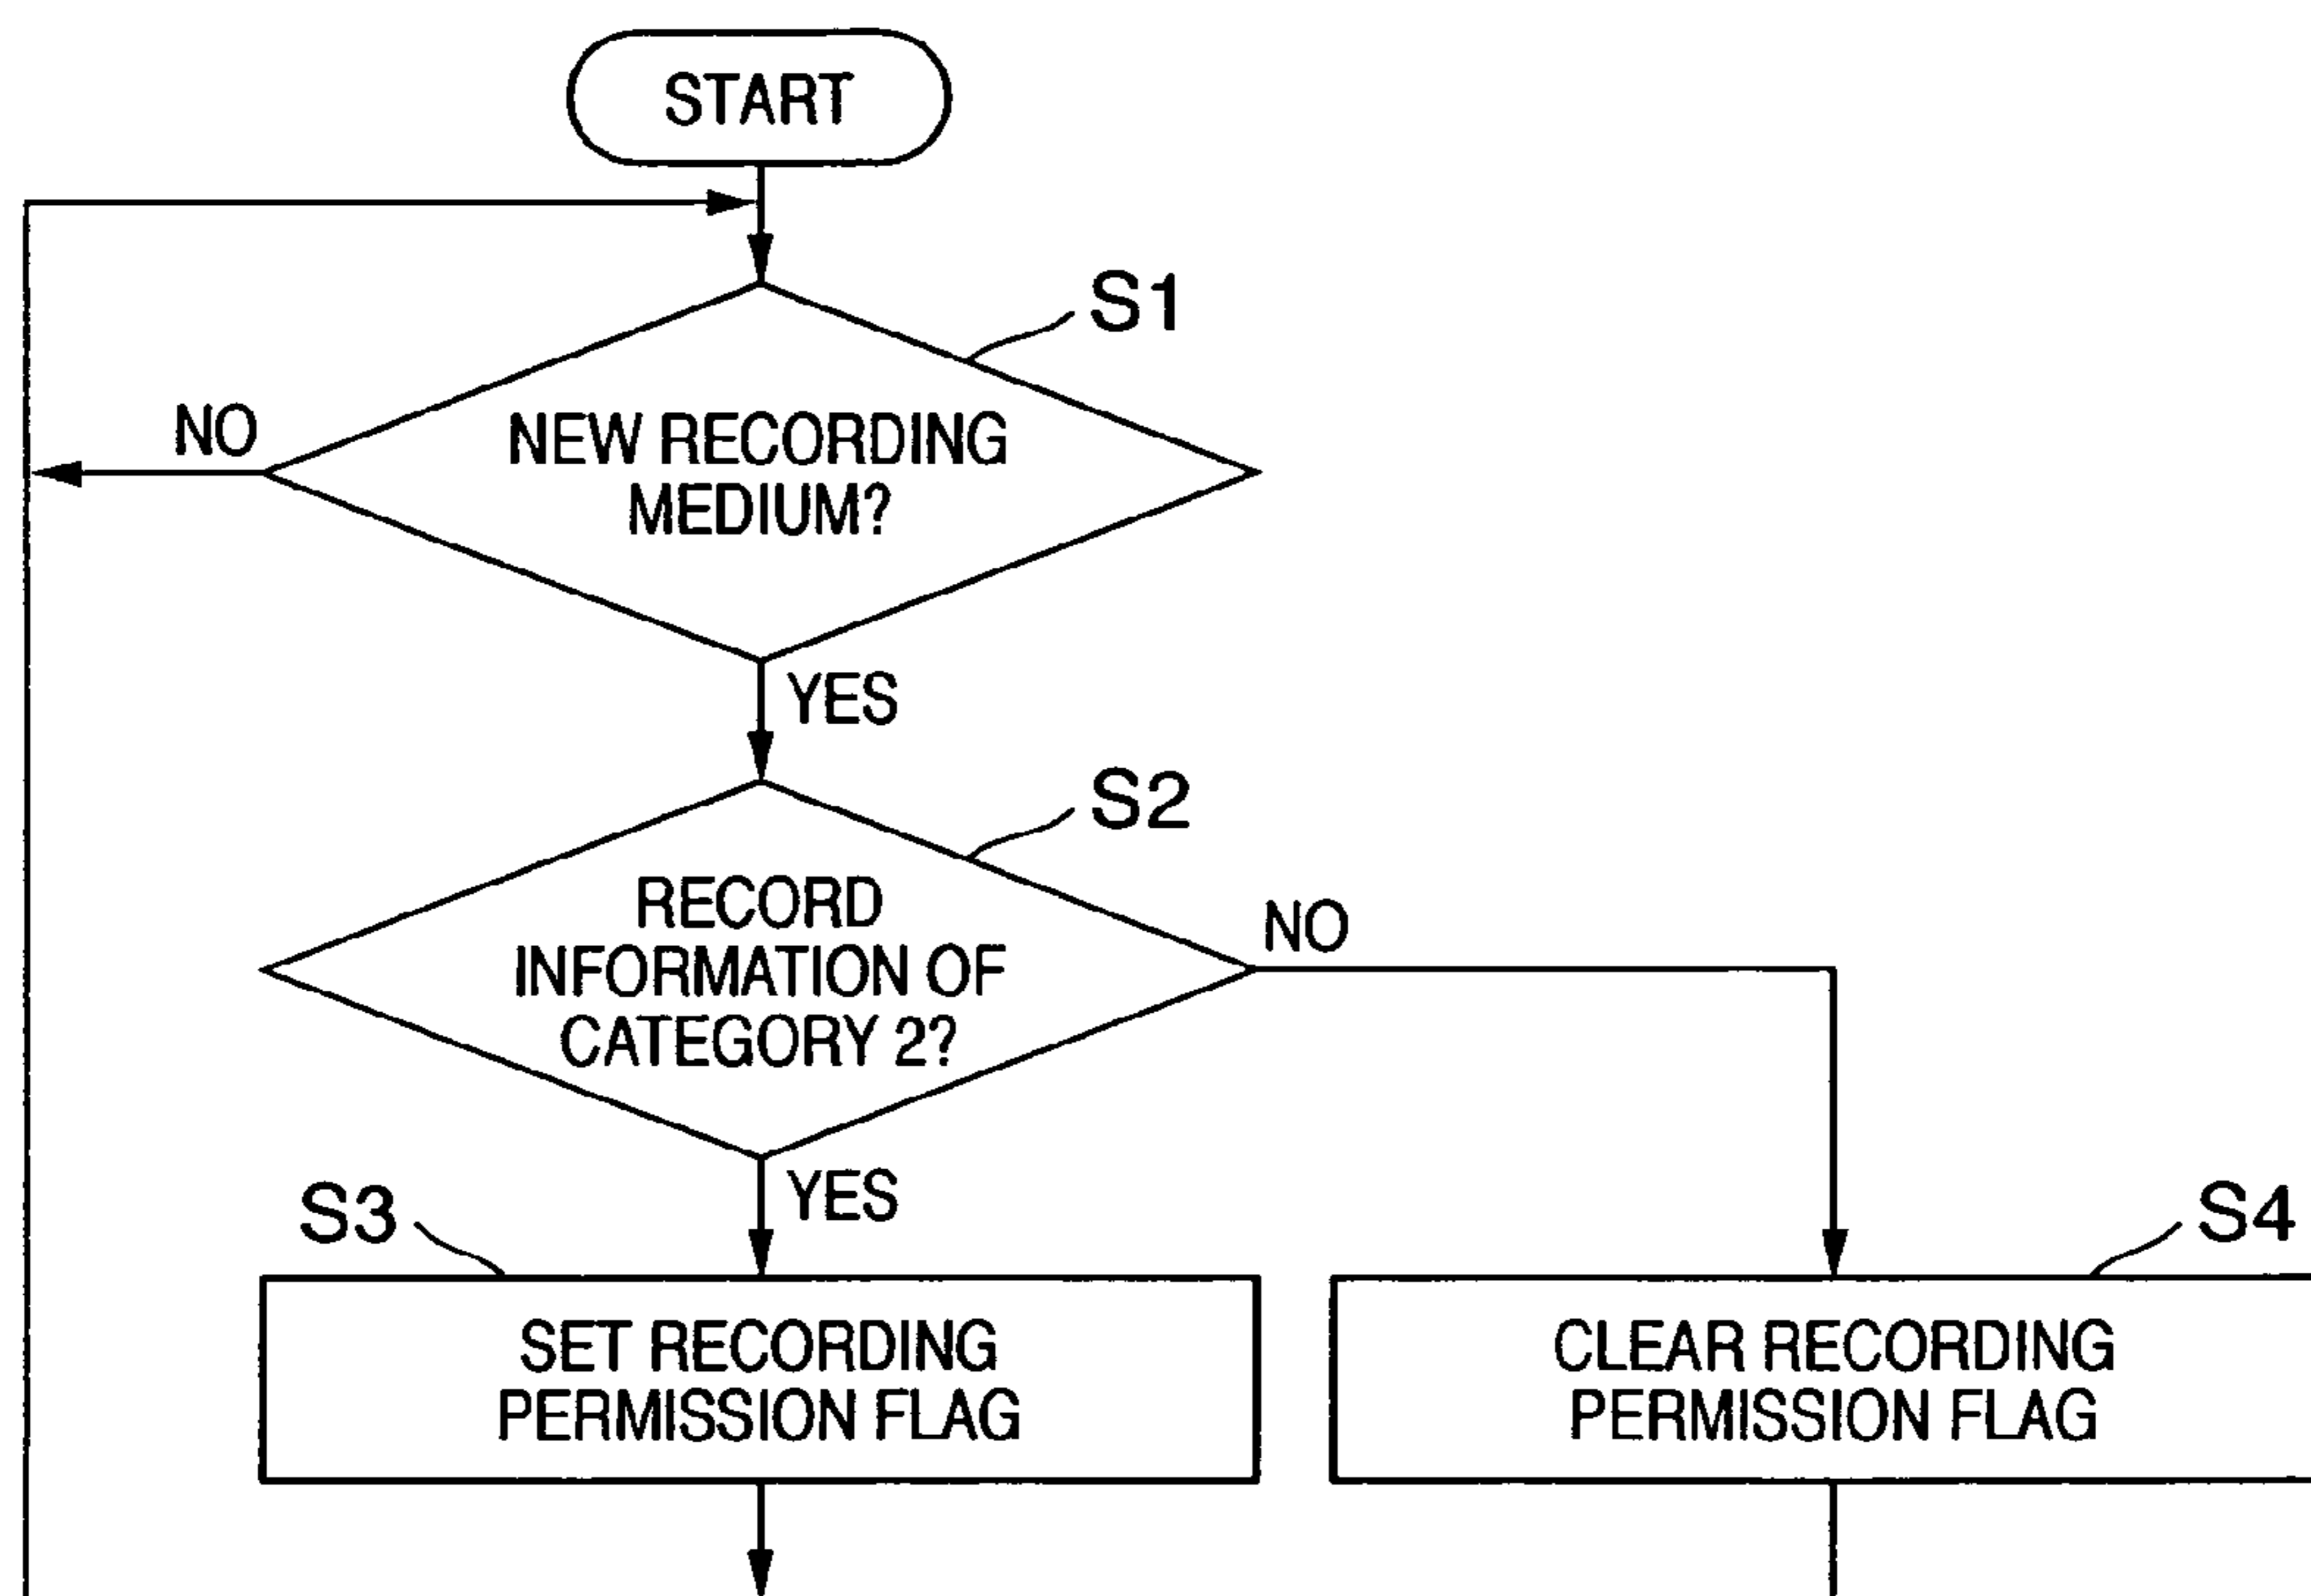 START
S1
NO
NEW RECORDING
MEDIUM?
YES
S2
RECORD
INFORMATION OF
CATEGORY 2?
NO
YES
S3
S4
SET RECORDING
PERMISSION FLAG
CLEAR RECORDING
PERMISSION FLAG